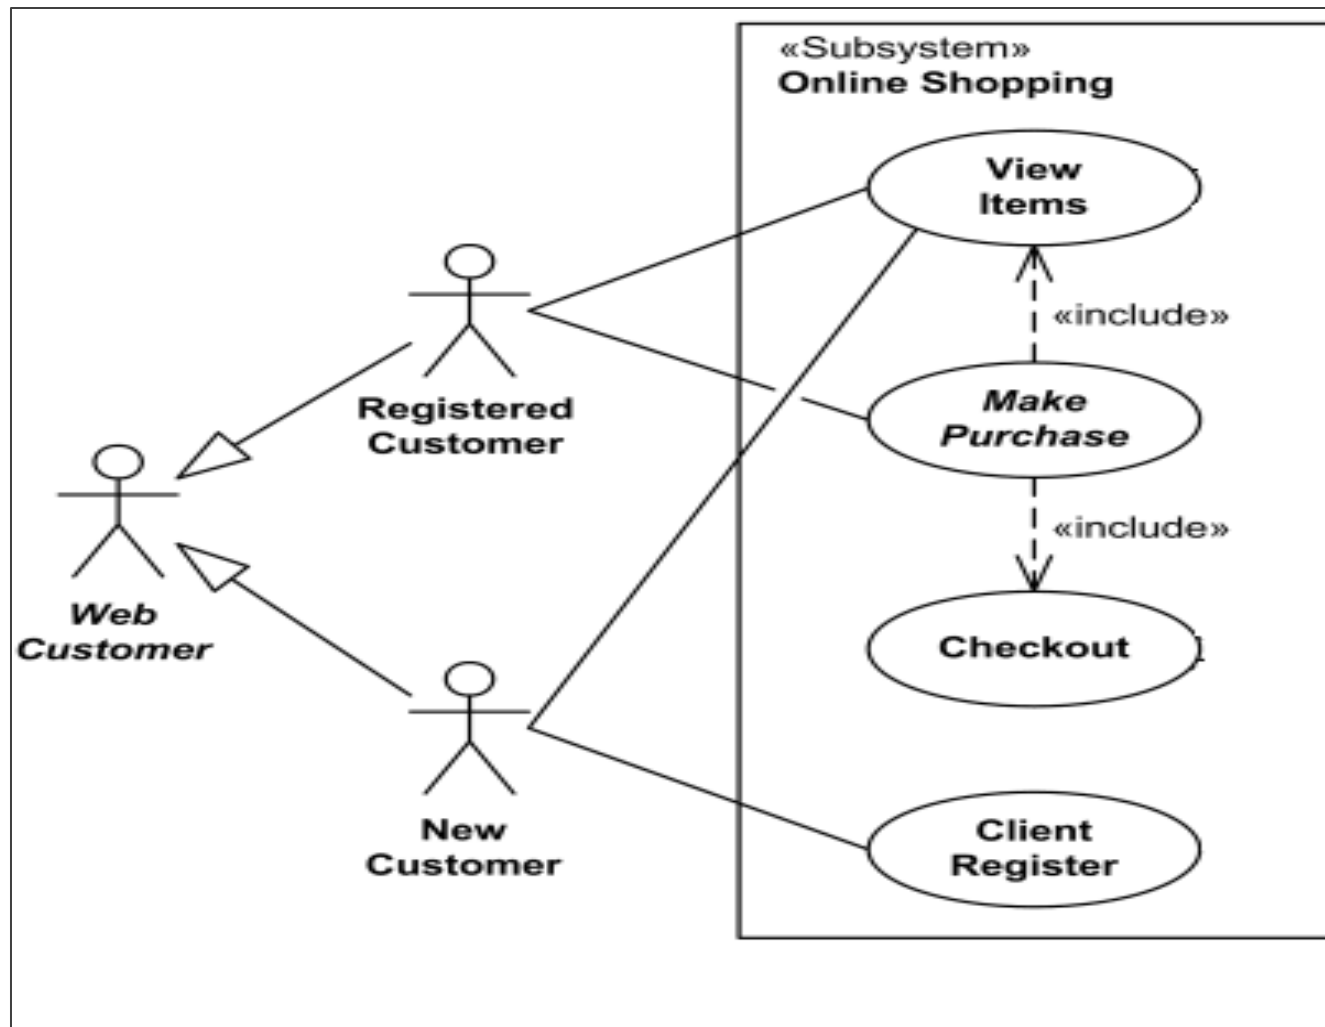 «Subsystem»
Online Shopping
View
Items
«include»
Registered
Customer
Make
Purchase
«include»
Web
Customer
Checkout
New
Customer
Client
Register